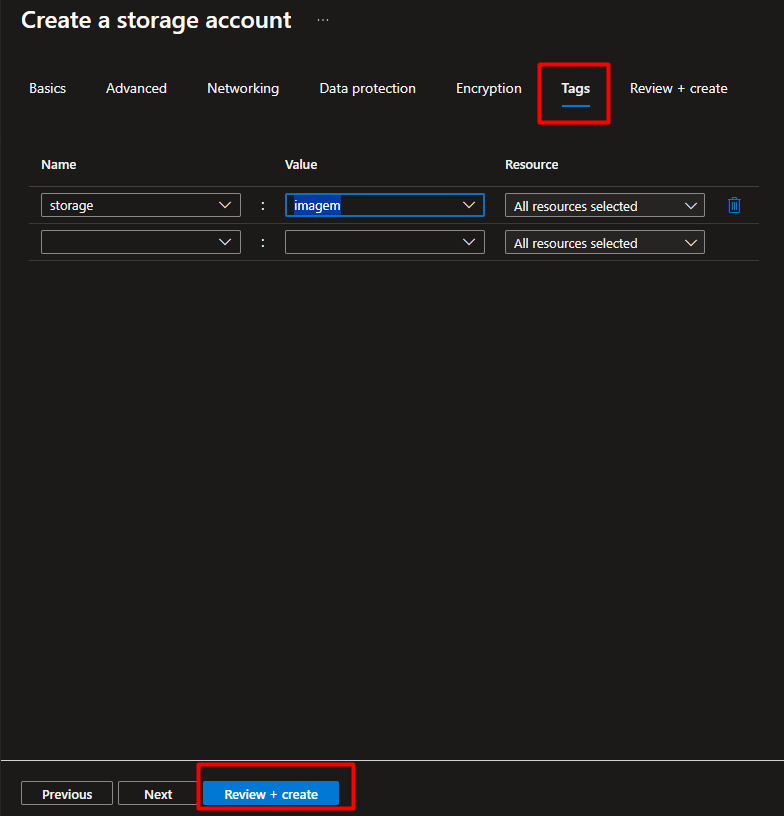 Create a storage account ...
Basics Advanced Networking Data protection Encryption Tags Review + create
Name Value Resource
storage : imagem All resources selected
: All resources selected
Previous Next Review + create